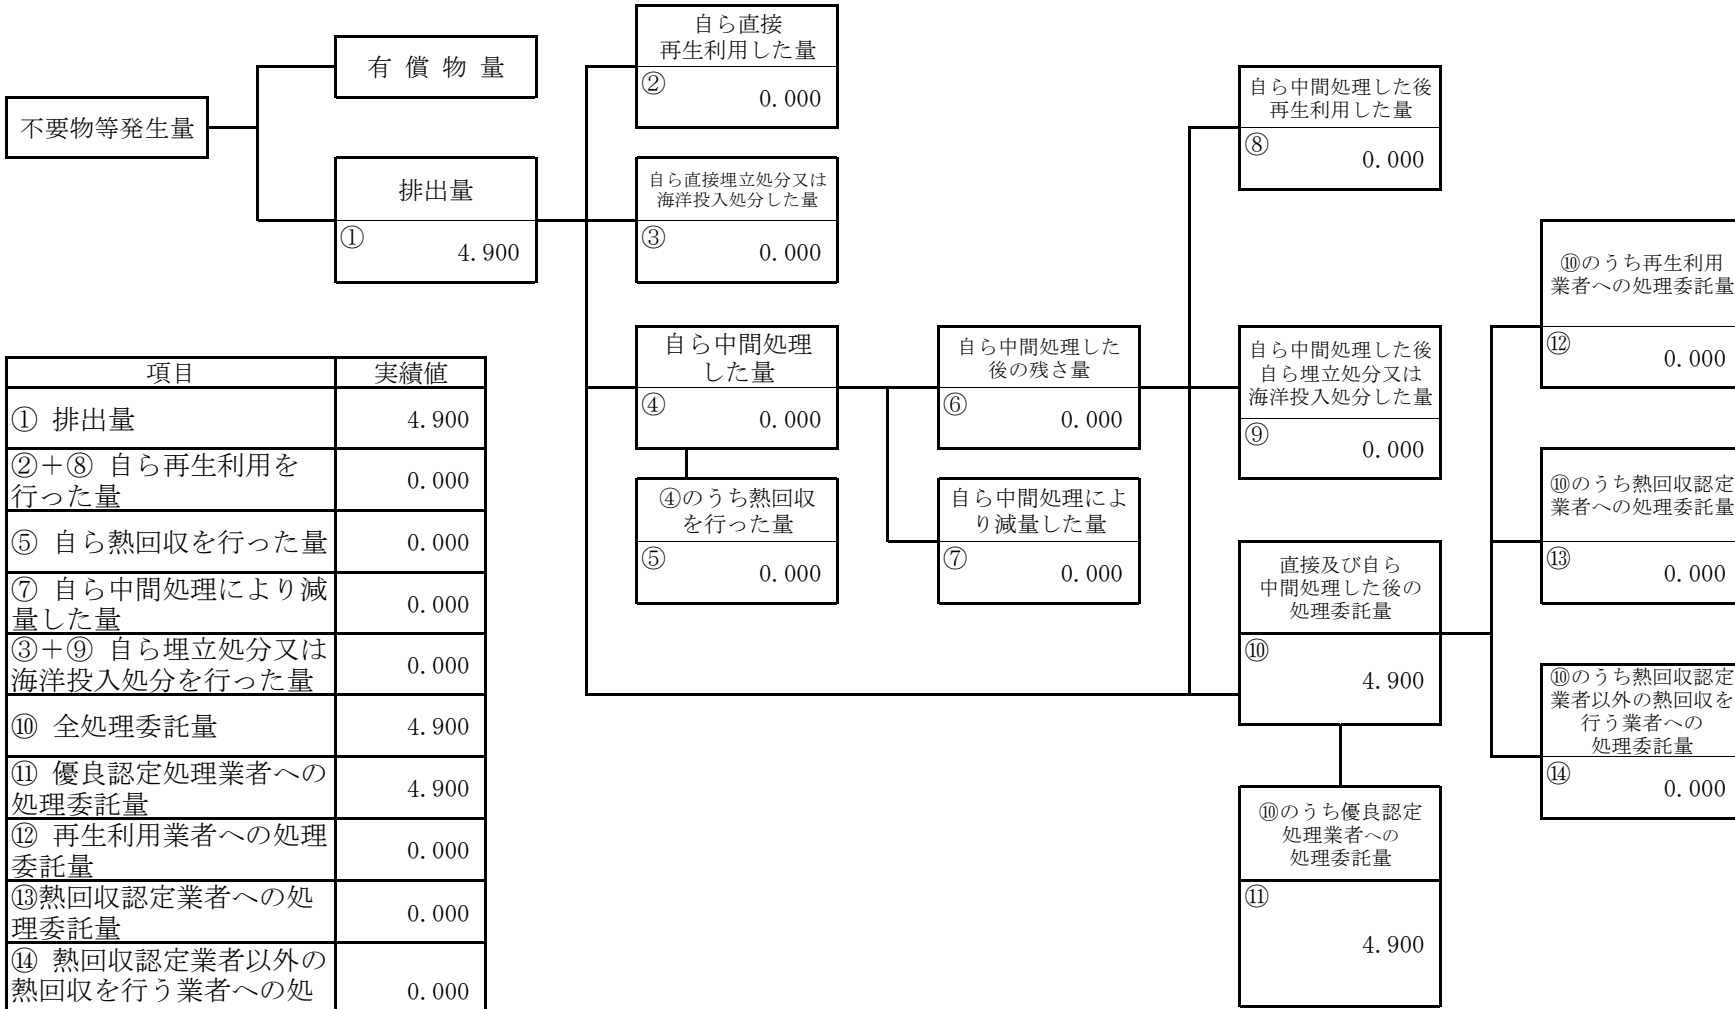 不要物等発生量
有 償 物 量
排出量
①
4.900
自ら直接
再生利用した量
②
0.000
自ら直接埋立処分又は
海洋投入処分した量
③
0.000
自ら中間処理
した量
④
0.000
④のうち熱回収
を行った量
⑤
0.000
自ら中間処理した
後の残さ量
⑥
0.000
自ら中間処理によ
り減量した量
⑦
0.000
自ら中間処理した後
再生利用した量
⑧
0.000
自ら中間処理した後
自ら埋立処分又は
海洋投入処分した量
⑨
0.000
直接及び自ら
中間処理した後の
処理委託量
⑩
4.900
⑩のうち優良認定
処理業者への
処理委託量
⑪
4.900
⑩のうち再生利用
業者への処理委託量
⑫
0.000
⑩のうち熱回収認定
業者への処理委託量
⑬
0.000
⑩のうち熱回収認定
業者以外の熱回収を
行う業者への
処理委託量
⑭
0.000
項目 実績値
① 排出量 4.900
②+⑧ 自ら再生利用を
行った量 0.000
⑤ 自ら熱回収を行った量 0.000
⑦ 自ら中間処理により減
量した量 0.000
③+⑨ 自ら埋立処分又は
海洋投入処分を行った量 0.000
⑩ 全処理委託量 4.900
⑪ 優良認定処理業者への
処理委託量 4.900
⑫ 再生利用業者への処理
委託量 0.000
⑬熱回収認定業者への処
理委託量 0.000
⑭ 熱回収認定業者以外の
熱回収を行う業者への処 0.000